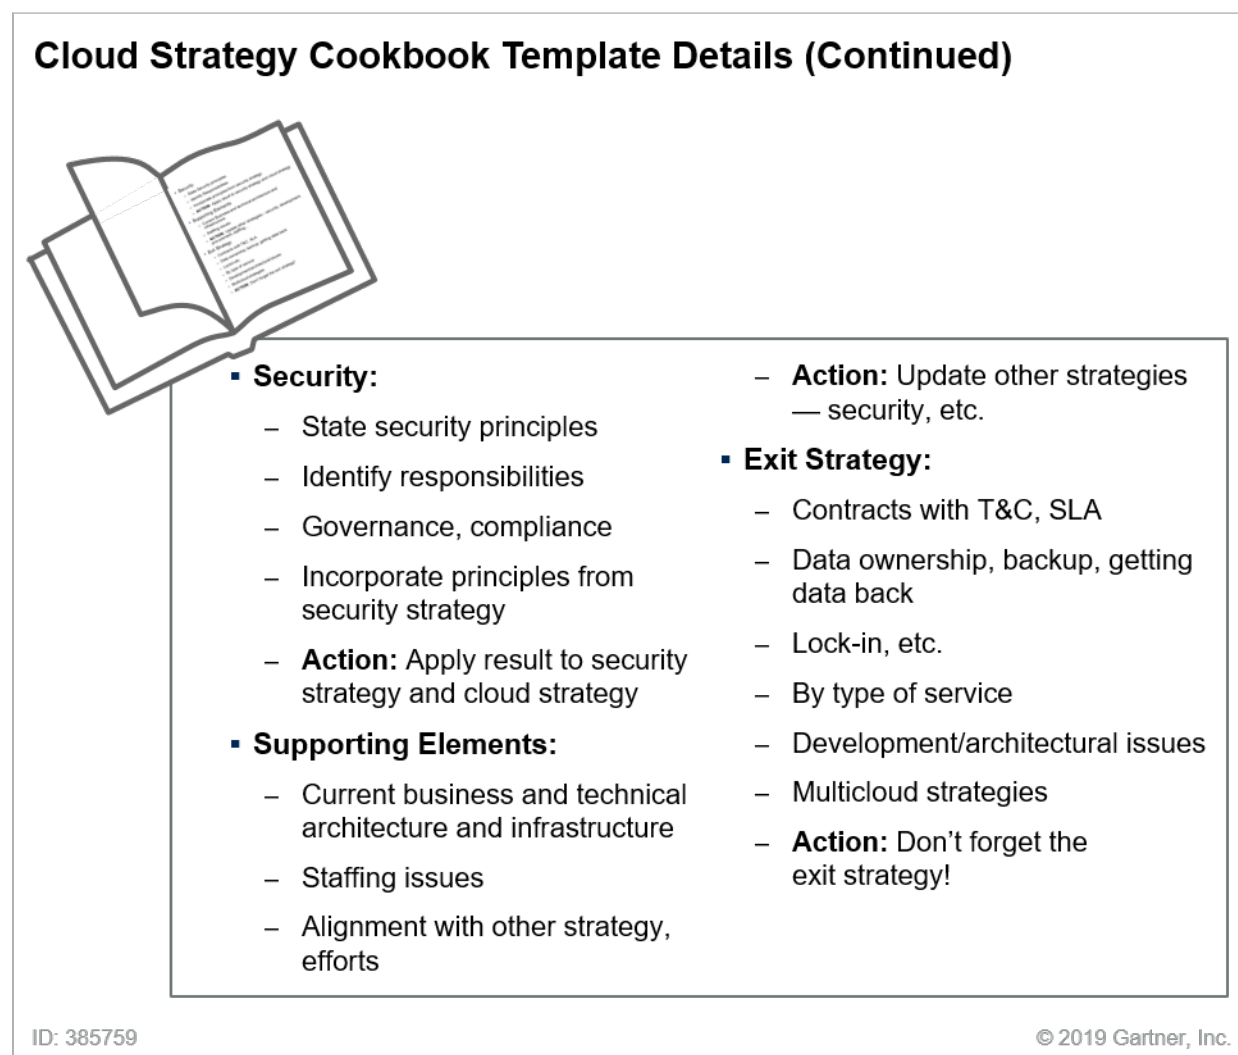 Cloud Strategy Cookbook Template Details (Continued)
▪ Security:
– State security principles
– Identify responsibilities
– Governance, compliance
– Incorporate principles from
security strategy
– Action: Apply result to security
strategy and cloud strategy
▪ Supporting Elements:
– Current business and technical
architecture and infrastructure
– Staffing issues
– Alignment with other strategy,
efforts
– Action: Update other strategies
— security, etc.
▪ Exit Strategy:
– Contracts with T&C, SLA
– Data ownership, backup, getting
data back
– Lock-in, etc.
– By type of service
– Development/architectural issues
– Multicloud strategies
– Action: Don’t forget the
exit strategy!
ID: 385759
© 2019 Gartner, Inc.